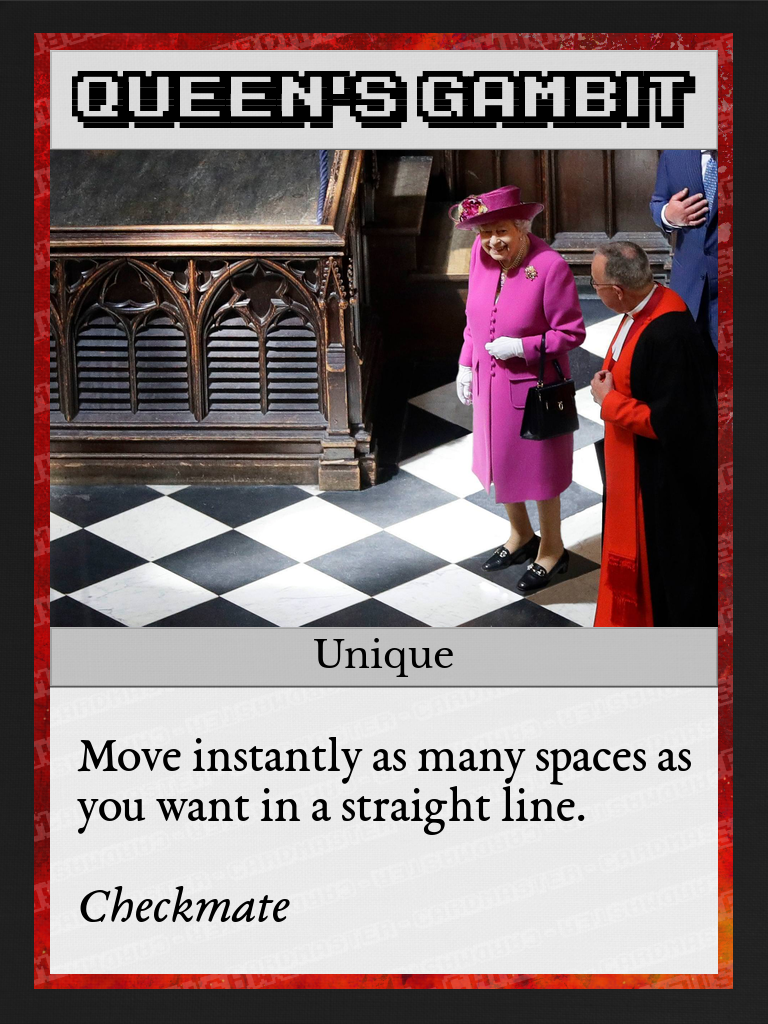 QUEEN'S GAMBIT
Unique
Move instantly as many spaces as
you want in a straight line.
Checkmate